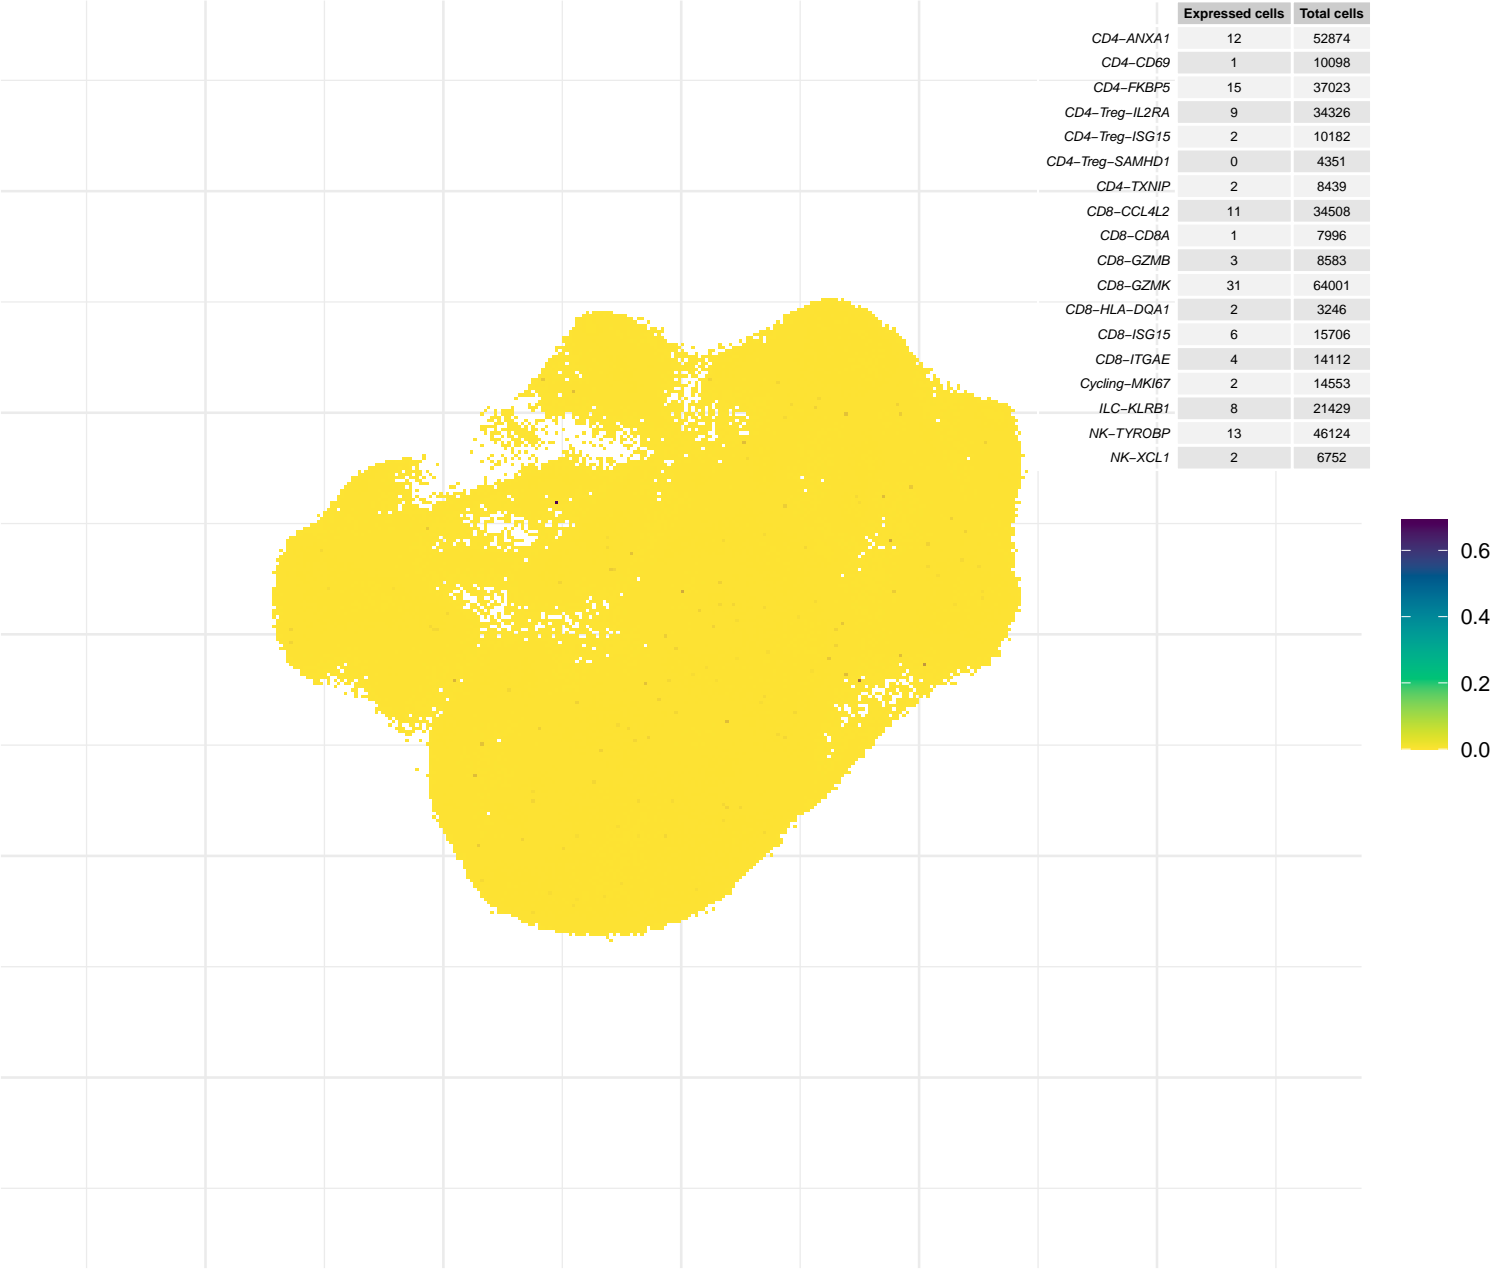 Expressed cells Total cells
CD4−ANXA1 12 52874
CD4−CD69 1 10098
CD4−FKBP5 15 37023
CD4−Treg−IL2RA 9 34326
CD4−Treg−ISG15 2 10182
CD4−Treg−SAMHD1 0 4351
CD4−TXNIP 2 8439
CD8−CCL4L2 11 34508
CD8−CD8A 1 7996
CD8−GZMB 3 8583
CD8−GZMK 31 64001
CD8−HLA−DQA1 2 3246
CD8−ISG15 6 15706
CD8−ITGAE 4 14112
Cycling−MKI67 2 14553
ILC−KLRB1 8 21429
NK−TYROBP 13 46124
NK−XCL1 2 6752
0.6
0.4
0.2
0.0